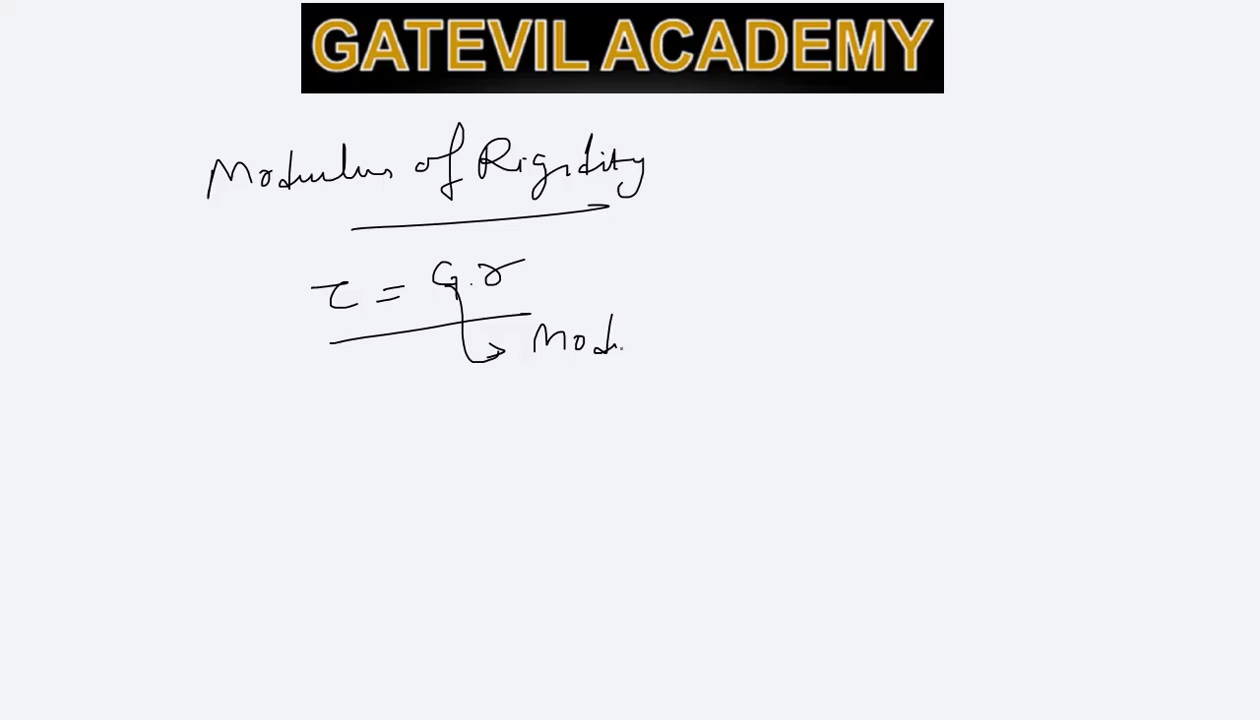 GATEVIL ACADEMY
Modulus of Rigidity
τ = G.γ
Mod